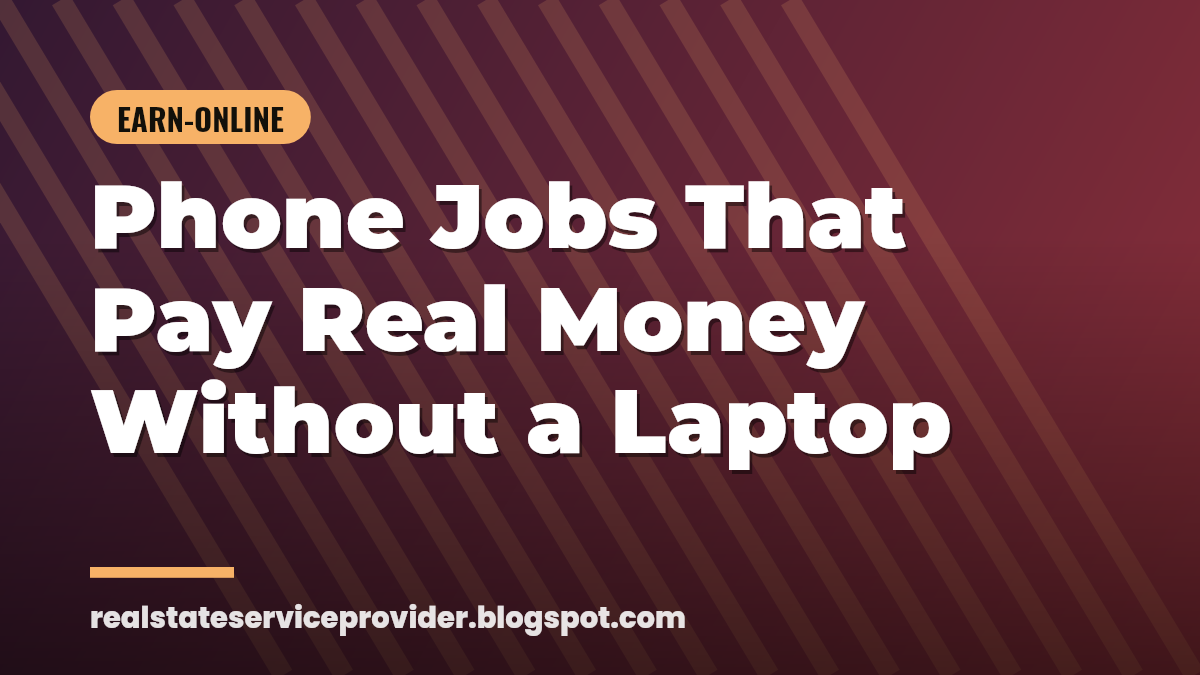 EARN-ONLINE
Phone Jobs That
Pay Real Money
Without a Laptop
realstateserviceprovider.blogspot.com